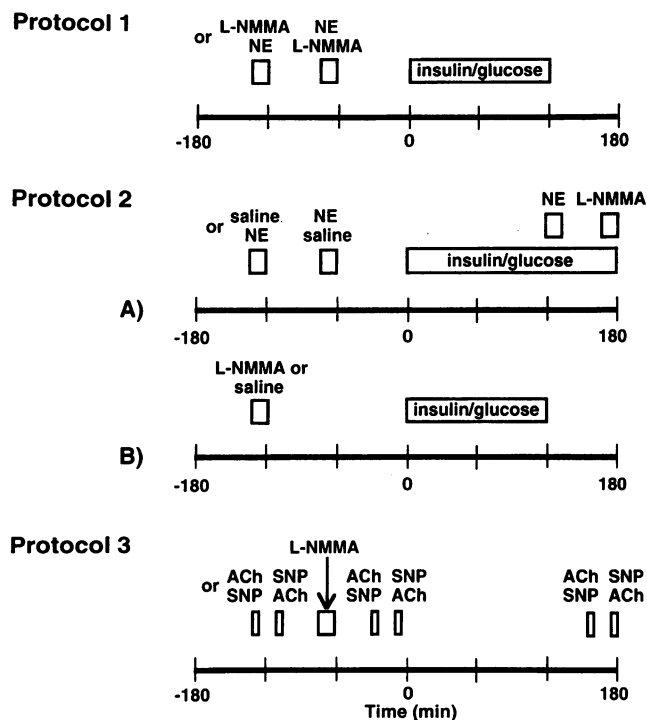 Protocol 1
or L-NMMA NE
NE L-NMMA
insulin/glucose
-180 0 180
Protocol 2
or saline. NE
NE saline
NE L-NMMA
insulin/glucose
A)
-180 0 180
L-NMMA or
saline
insulin/glucose
B)
-180 0 180
Protocol 3
L-NMMA
or ACh SNP ACh SNP ACh SNP
SNP ACh SNP ACh SNP ACh
-180 0 180
Time (min)